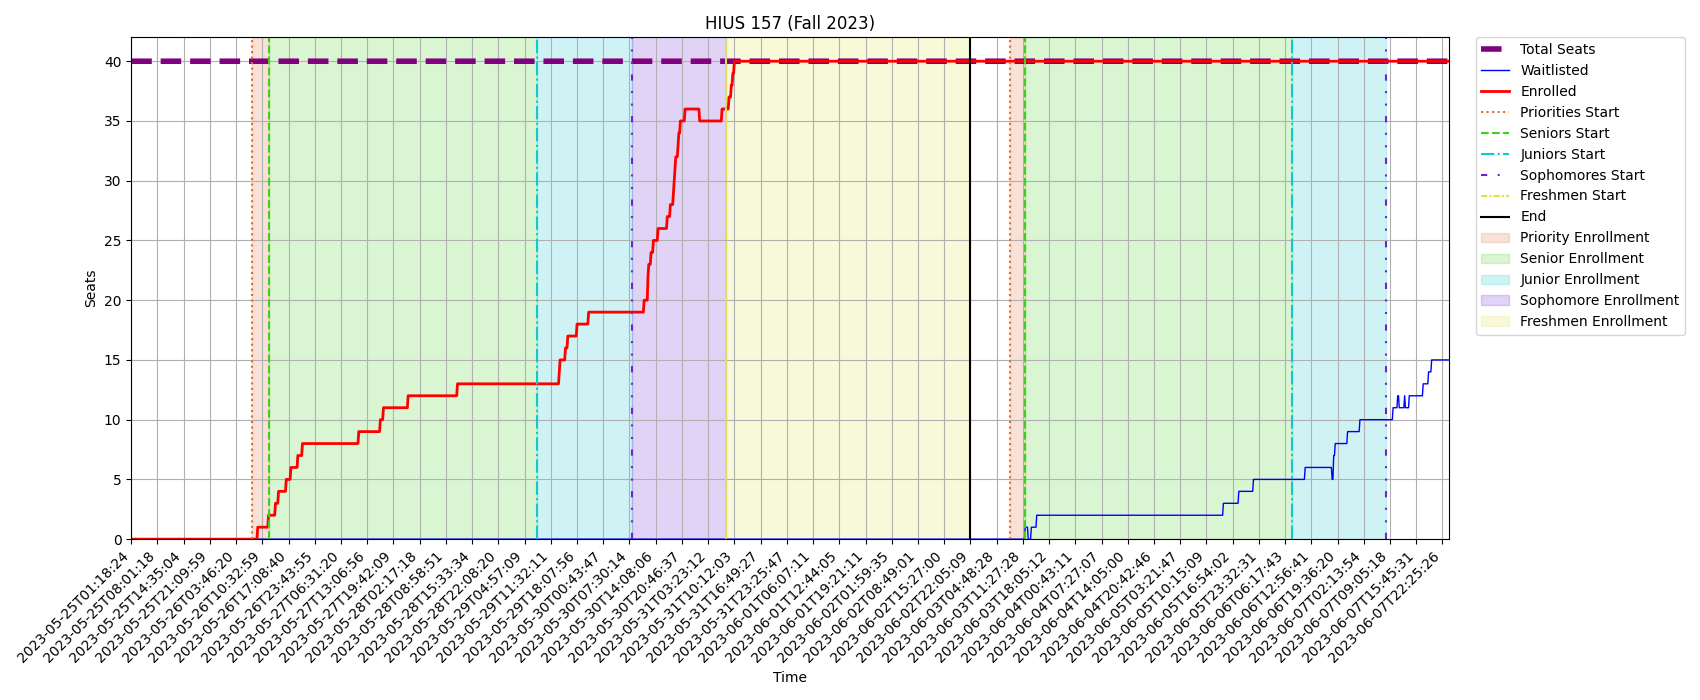 HIUS 157 (Fall 2023)
Total Seats
Waitlisted
Enrolled
Priorities Start
Seniors Start
Juniors Start
Sophomores Start
Freshmen Start
End
Priority Enrollment
Senior Enrollment
Junior Enrollment
Sophomore Enrollment
Freshmen Enrollment
Seats
40
35
30
25
20
15
10
5
0
2023-05-25T01:18:24
2023-05-25T08:01:18
2023-05-25T14:35:04
2023-05-25T21:09:59
2023-05-26T03:46:20
2023-05-26T10:32:59
2023-05-26T17:08:40
2023-05-26T23:43:55
2023-05-27T06:31:20
2023-05-27T13:06:56
2023-05-27T19:42:09
2023-05-28T02:17:18
2023-05-28T08:58:51
2023-05-28T15:33:34
2023-05-28T22:08:20
2023-05-29T04:57:09
2023-05-29T11:32:11
2023-05-29T18:07:56
2023-05-30T00:43:47
2023-05-30T07:30:14
2023-05-30T14:08:06
2023-05-30T20:46:37
2023-05-31T03:23:12
2023-05-31T10:12:03
2023-05-31T16:49:27
2023-05-31T23:25:47
2023-06-01T06:07:11
2023-06-01T12:44:05
2023-06-01T19:21:11
2023-06-02T01:59:35
2023-06-02T08:49:01
2023-06-02T15:27:00
2023-06-02T22:05:09
2023-06-03T04:48:28
2023-06-03T11:27:28
2023-06-03T18:05:12
2023-06-04T00:43:11
2023-06-04T07:27:07
2023-06-04T14:05:00
2023-06-04T20:42:46
2023-06-05T03:21:47
2023-06-05T10:15:09
2023-06-05T16:54:02
2023-06-05T23:32:31
2023-06-06T06:17:43
2023-06-06T12:56:41
2023-06-06T19:36:20
2023-06-07T02:13:54
2023-06-07T09:05:18
2023-06-07T15:45:31
2023-06-07T22:25:26
Time